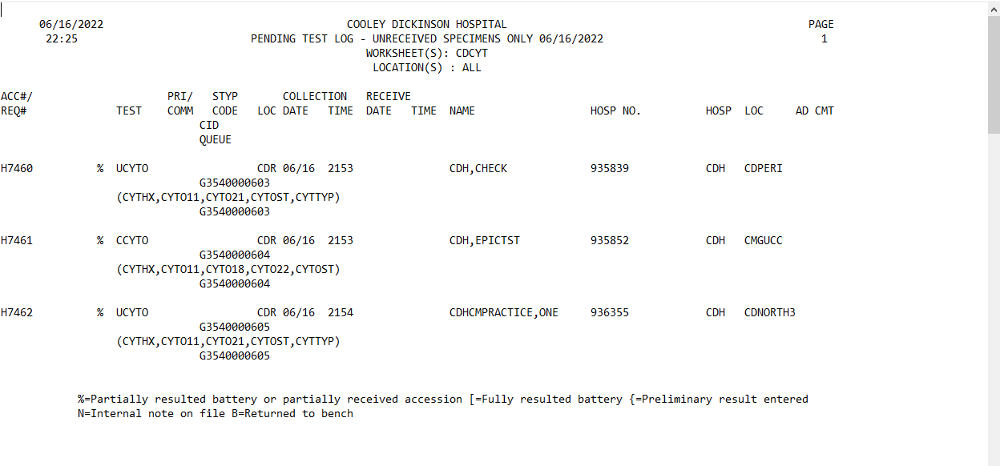 06/16/2022 COOLEY DICKINSON HOSPITAL PAGE
22:25 PENDING TEST LOG - UNRECEIVED SPECIMENS ONLY 06/16/2022 1
WORKSHEET(S): CDCYT
LOCATION(S) : ALL
ACC#/ PRI/ STYP COLLECTION RECEIVE
REQ# TEST COMM CODE LOC DATE TIME DATE TIME NAME HOSP NO. HOSP LOC AD CMT
CID
QUEUE
H7460 % UCYTO CDR 06/16 2153 CDH,CHECK 935839 CDH CDPERI
G3540000603
(CYTHX,CYTO11,CYTO21,CYTOST,CYTTYP)
G3540000603
H7461 % CCYTO CDR 06/16 2153 CDH,EPICTST 935852 CDH CMGUCC
G3540000604
(CYTHX,CYTO11,CYTO18,CYTO22,CYTOST)
G3540000604
H7462 % UCYTO CDR 06/16 2154 CDHCMPRACTICE,ONE 936355 CDH CDNORTH3
G3540000605
(CYTHX,CYTO11,CYTO21,CYTOST,CYTTYP)
G3540000605
%=Partially resulted battery or partially received accession [=Fully resulted battery {=Preliminary result entered
N=Internal note on file B=Returned to bench